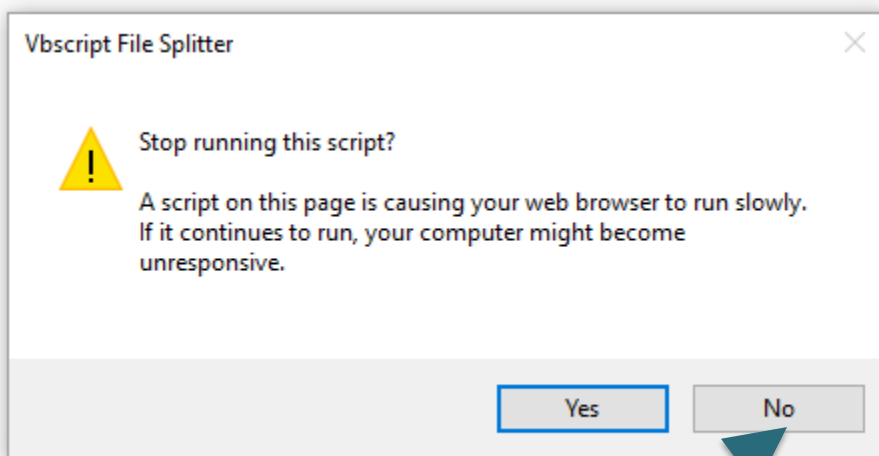 Vbscript File Splitter
Stop running this script?
A script on this page is causing your web browser to run slowly.
If it continues to run, your computer might become
unresponsive.
Yes
No